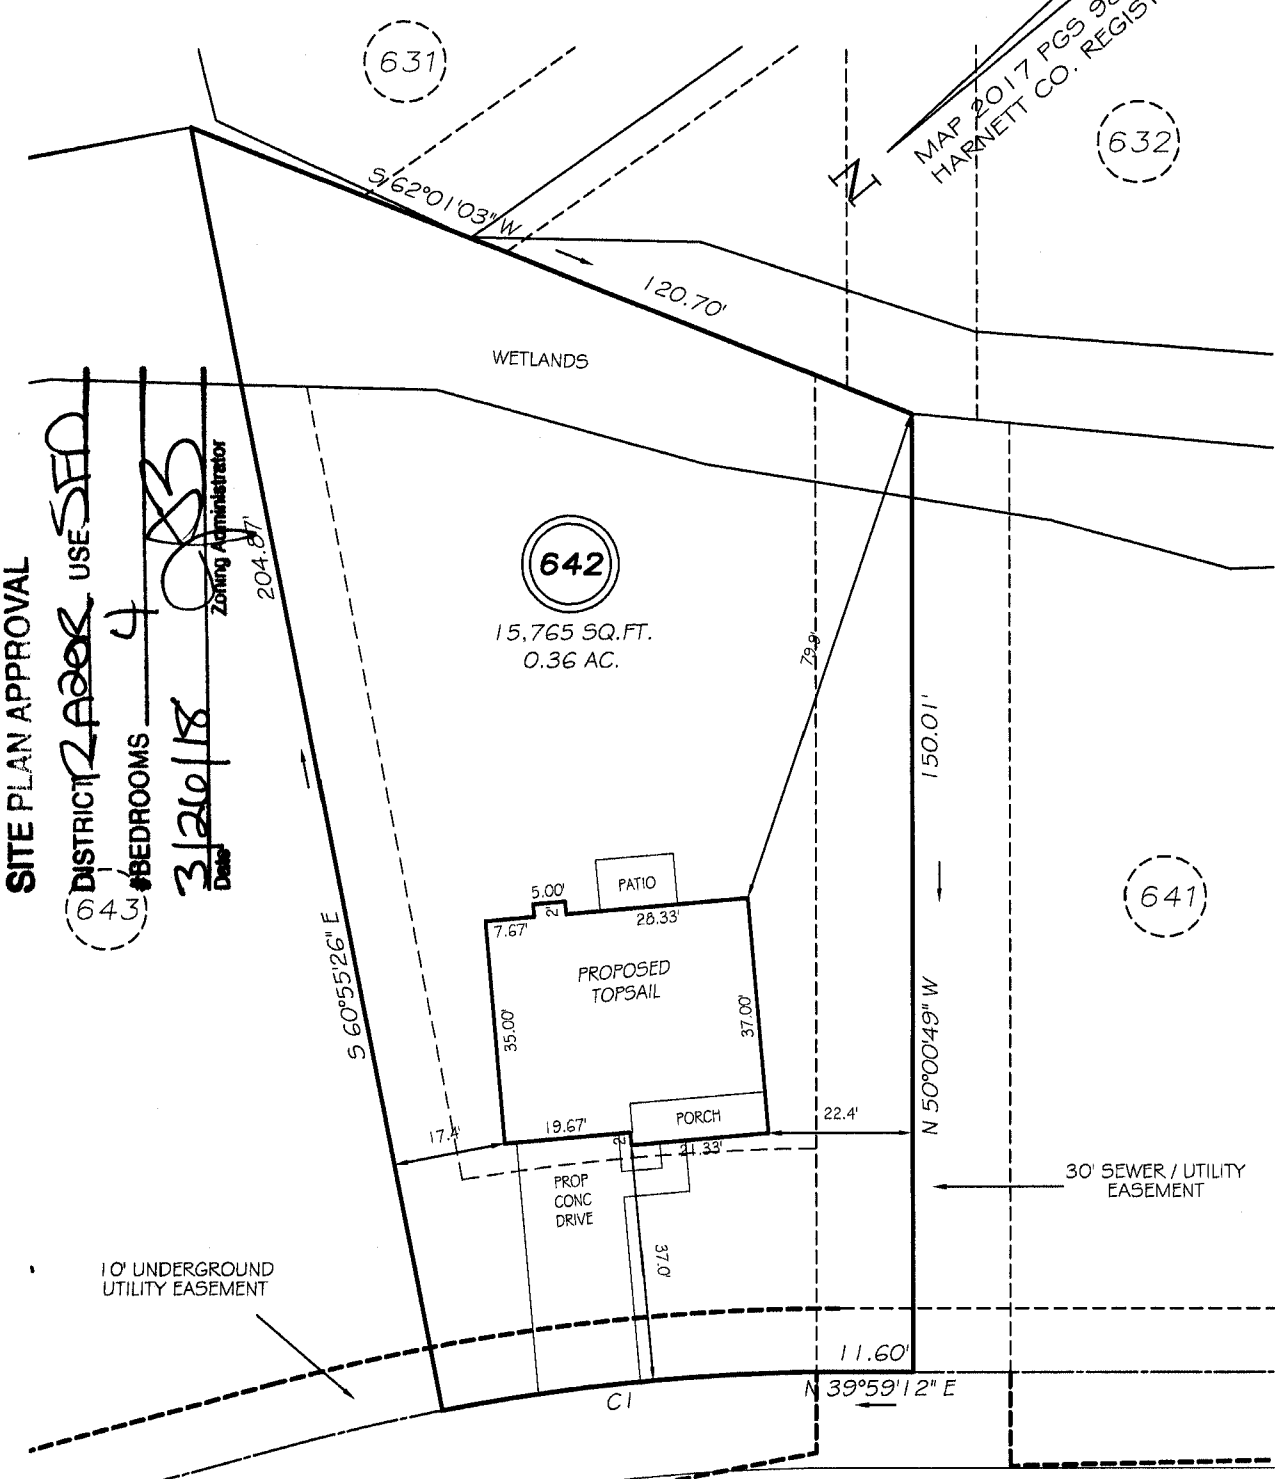 631
MAP 2017 PGS
HARNETT CO. REGIST
632
N
S 62°01'03" W
120.70'
WETLANDS
SITE PLAN APPROVAL
DISTRICT RA20R USE SFD
#BEDROOMS 4
3/26/18
Date
Zoning Administrator
204.87'
642
15,765 SQ.FT.
0.36 AC.
79.8'
150.01'
643
641
S 60°55'26" E
5.00'
PATIO
2'
7.67'
28.33'
PROPOSED
TOPSAIL
35.00'
37.00'
N 50°00'49" W
PORCH
19.67'
22.4'
17.4'
2'
21.33'
PROP
CONC
DRIVE
30' SEWER / UTILITY
EASEMENT
37.0'
10' UNDERGROUND
UTILITY EASEMENT
11.60'
N 39°59'12" E
C1